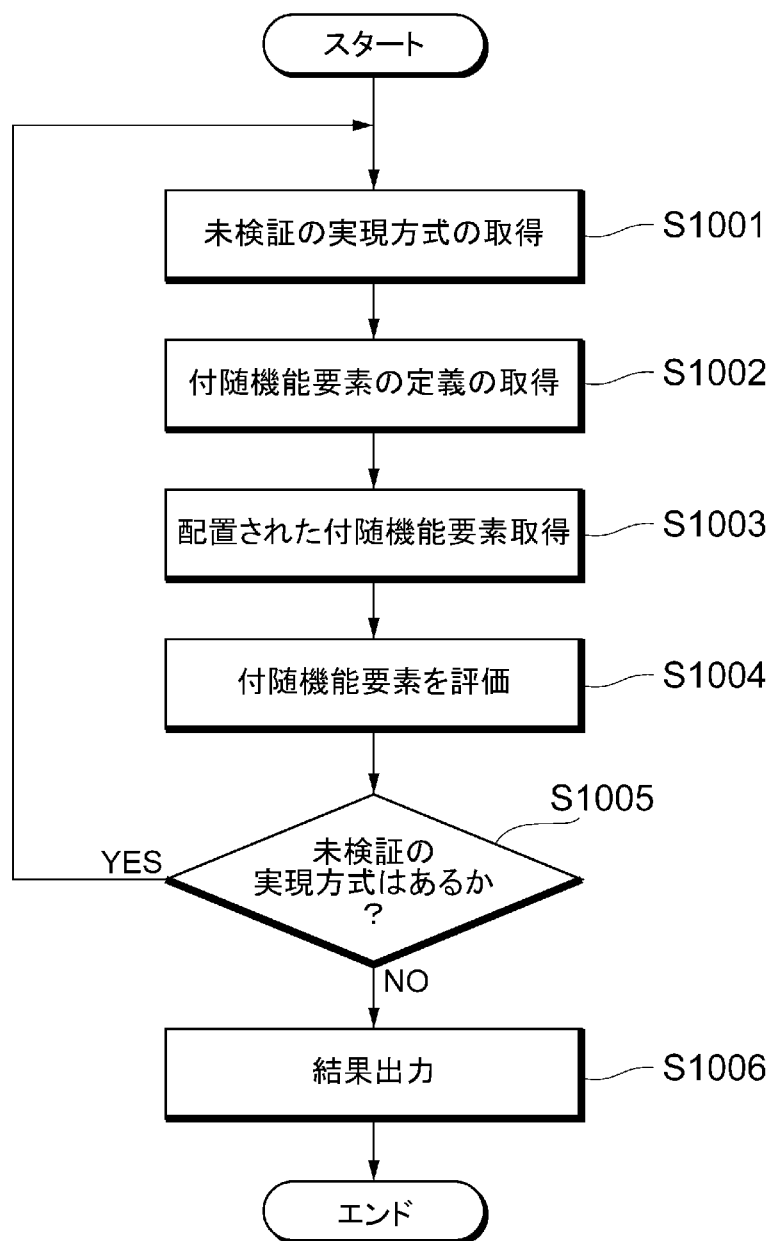 スタート
未検証の実現方式の取得
S1001
付随機能要素の定義の取得
S1002
配置された付随機能要素取得
S1003
付随機能要素を評価
S1004
S1005
未検証の
実現方式はあるか
?
YES
NO
結果出力
S1006
エンド